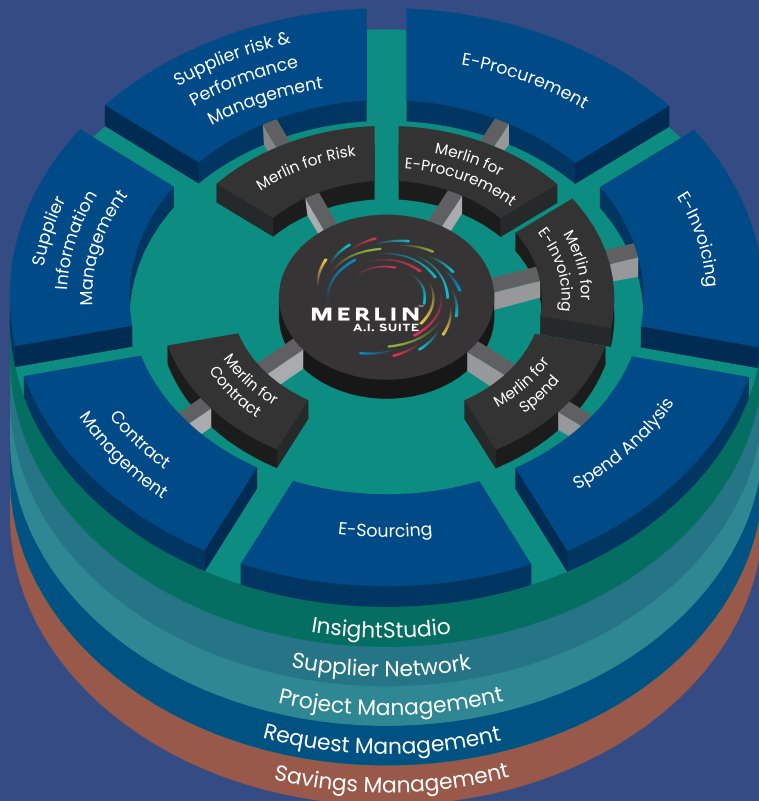 Supplier risk &
Performance
Management
E-Procurement
Merlin for Risk
Merlin for
E-Procurement
Supplier
Information
Management
E-Invoicing
Merlin for
E-Invoicing
MERLIN™
A.I. SUITE
Merlin for
Contract
Merlin for
Spend
Contract
Management
Spend Analysis
E-Sourcing
InsightStudio
Supplier Network
Project Management
Request Management
Savings Management